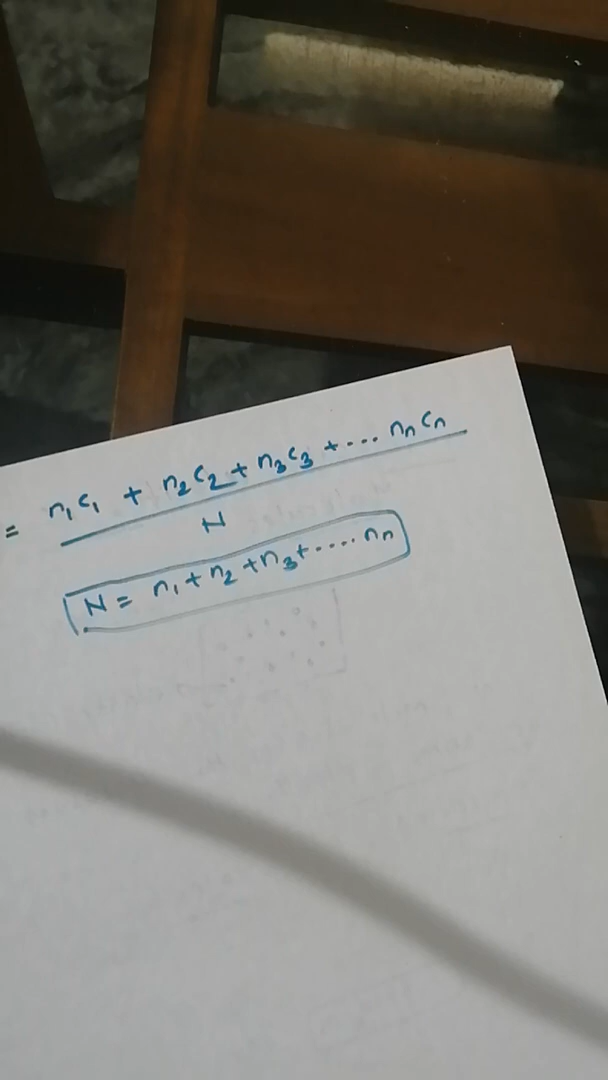 = n₁c₁ + n₂c₂ + n₃c₃ + .... nₙcₙ
N
N = n₁ + n₂ + n₃ + ..... nₙ